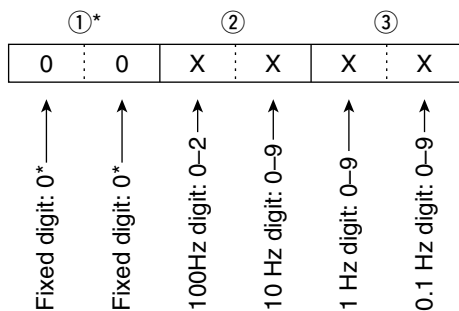 ①* ② ③
0 0 X X X X
Fixed digit: 0*
Fixed digit: 0*
100Hz digit: 0–2
10 Hz digit: 0–9
1 Hz digit: 0–9
0.1 Hz digit: 0–9